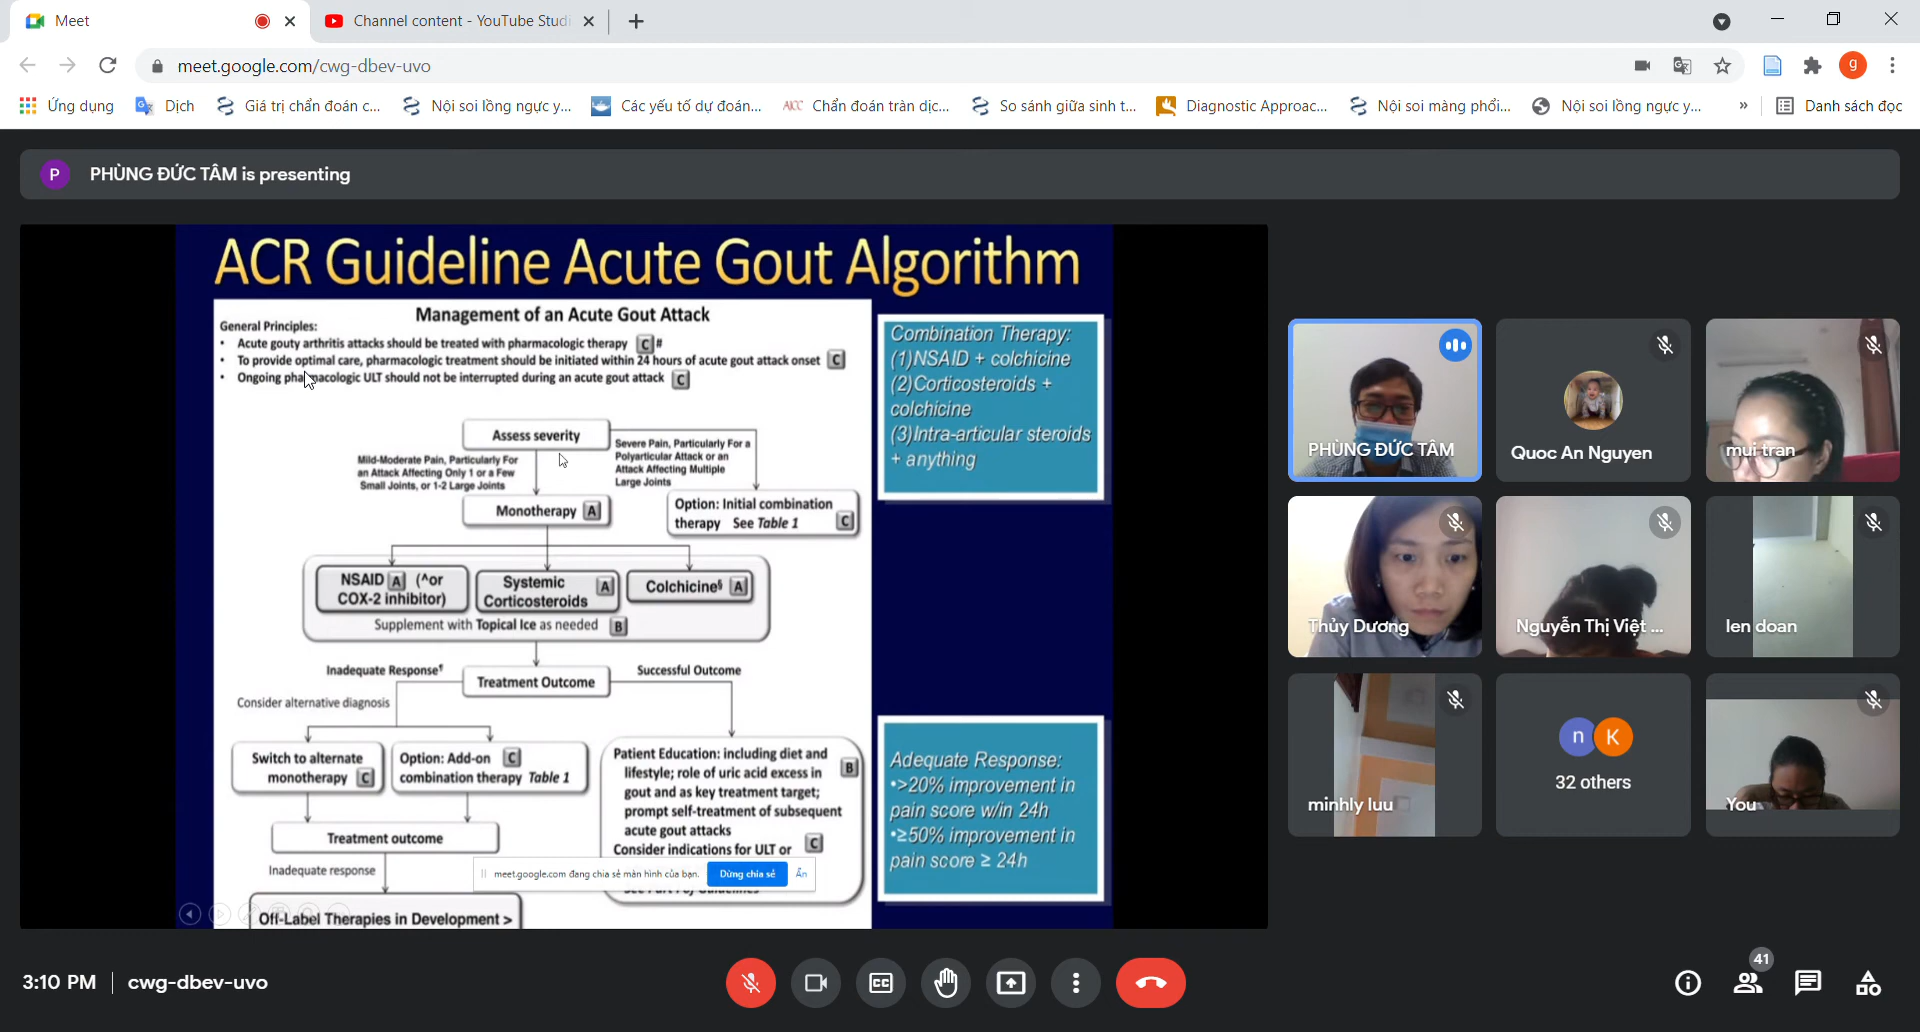 Meet
Channel content - YouTube Studi
meet.google.com/cwg-dbev-uvo
g
Ứng dụng
Dịch
Giá trị chẩn đoán c...
Nội soi lồng ngực y...
Các yếu tố dự đoán...
AJCC
Chẩn đoán tràn dịc...
So sánh giữa sinh t...
Diagnostic Approac...
Nội soi màng phổi...
Nội soi lồng ngực y...
»
Danh sách đọc
P
PHÙNG ĐỨC TÂM is presenting
ACR Guideline Acute Gout Algorithm
Management of an Acute Gout Attack
General Principles:
• Acute gouty arthritis attacks should be treated with pharmacologic therapy C #
• To provide optimal care, pharmacologic treatment should be initiated within 24 hours of acute gout attack onset C
• Ongoing pharmacologic ULT should not be interrupted during an acute gout attack C
Assess severity
Mild-Moderate Pain, Particularly For
an Attack Affecting Only 1 or a Few
Small Joints, or 1-2 Large Joints
Severe Pain, Particularly For a
Polyarticular Attack or an
Attack Affecting Multiple
Large Joints
Monotherapy A
Option: Initial combination
therapy See Table 1 C
NSAID A (^or
COX-2 inhibitor)
Systemic A
Corticosteroids
Colchicine§ A
Supplement with Topical Ice as needed B
Inadequate Response¶
Treatment Outcome
Successful Outcome
Consider alternative diagnosis
Switch to alternate
monotherapy C
Option: Add-on C
combination therapy Table 1
Patient Education: including diet and
lifestyle; role of uric acid excess in B
gout and as key treatment target;
prompt self-treatment of subsequent
acute gout attacks
Consider indications for ULT or C
See Part I of Guidelines
Treatment outcome
Inadequate response
Off-Label Therapies in Development >
meet.google.com đang chia sẻ màn hình của bạn.
Dừng chia sẻ
Ẩn
Combination Therapy:
(1)NSAID + colchicine
(2)Corticosteroids +
colchicine
(3)Intra-articular steroids
+ anything
Adequate Response:
•>20% improvement in
pain score w/in 24h
•≥50% improvement in
pain score ≥ 24h
PHÙNG ĐỨC TÂM
Quoc An Nguyen
mui tran
Thủy Dương
Nguyễn Thị Việt ...
len doan
minhly luu
n
K
32 others
You
3:10 PM
cwg-dbev-uvo
CC
41